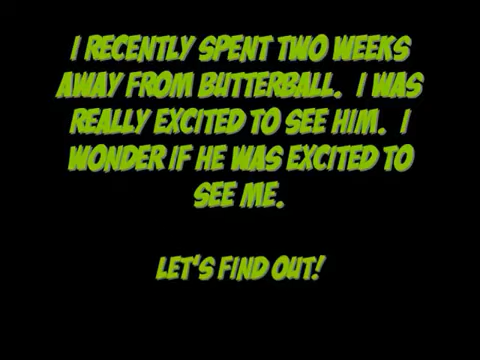 I RECENTLY SPENT TWO WEEKS
AWAY FROM BUTTERBALL. I WAS
REALLY EXCITED TO SEE HIM. I
WONDER IF HE WAS EXCITED TO
SEE ME.
LET'S FIND OUT!